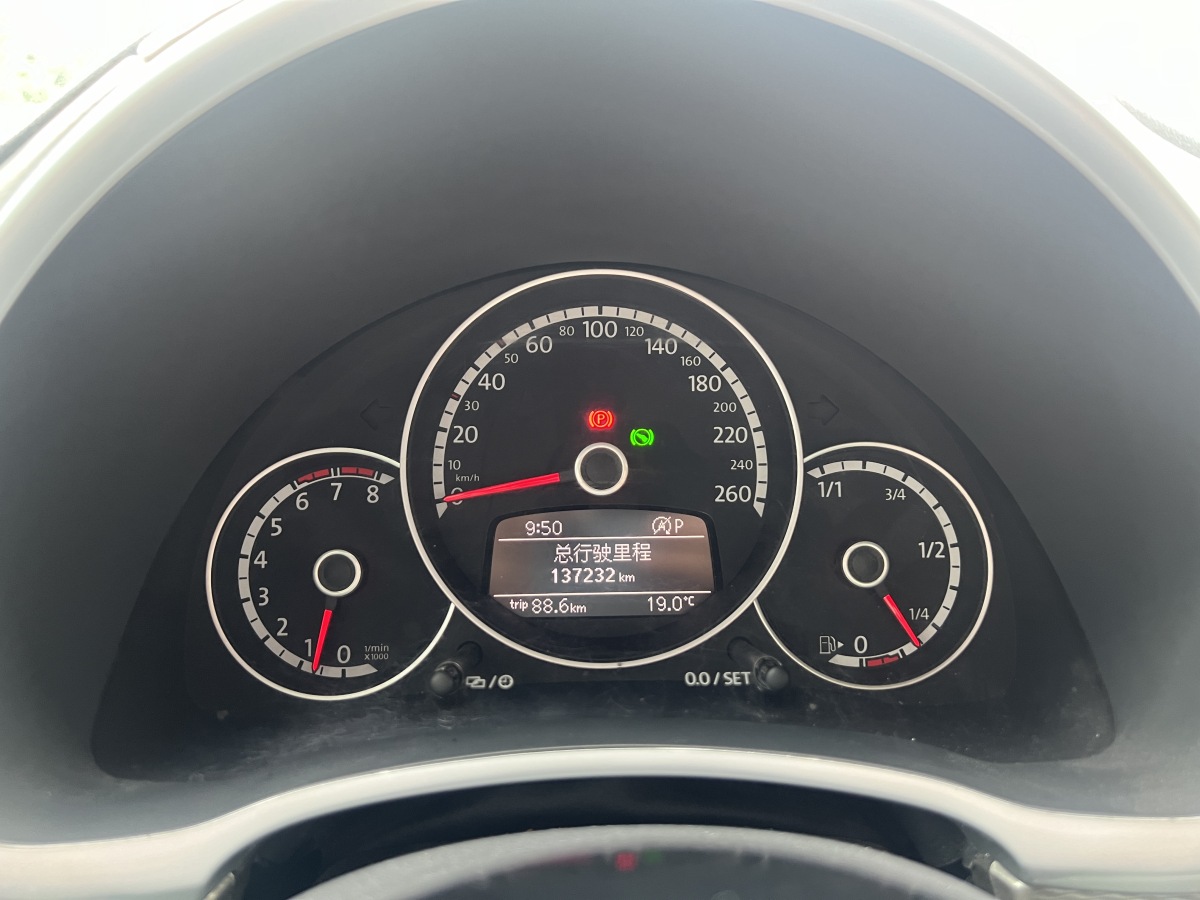 80 100 120
50 60 140 160
40 180
30 200
P
20 220
10 240
km/h
0 260
6 7 8
5
4
3
2
1 0
1/min
x1000
9:50 A P
总行驶里程
137232 km
trip 88.6km 19.0°C
1/1 3/4
1/2
1/4
0
0.0 / SET